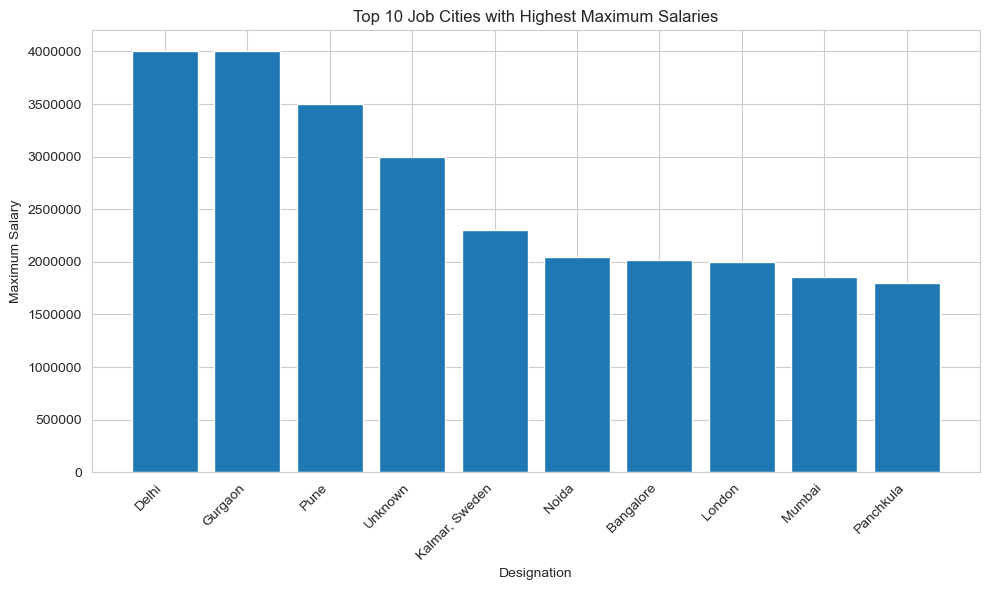 Top 10 Job Cities with Highest Maximum Salaries
Maximum Salary
4000000
3500000
3000000
2500000
2000000
1500000
1000000
500000
0
Delhi
Gurgaon
Pune
Unknown
Kalmar, Sweden
Noida
Bangalore
London
Mumbai
Panchkula
Designation